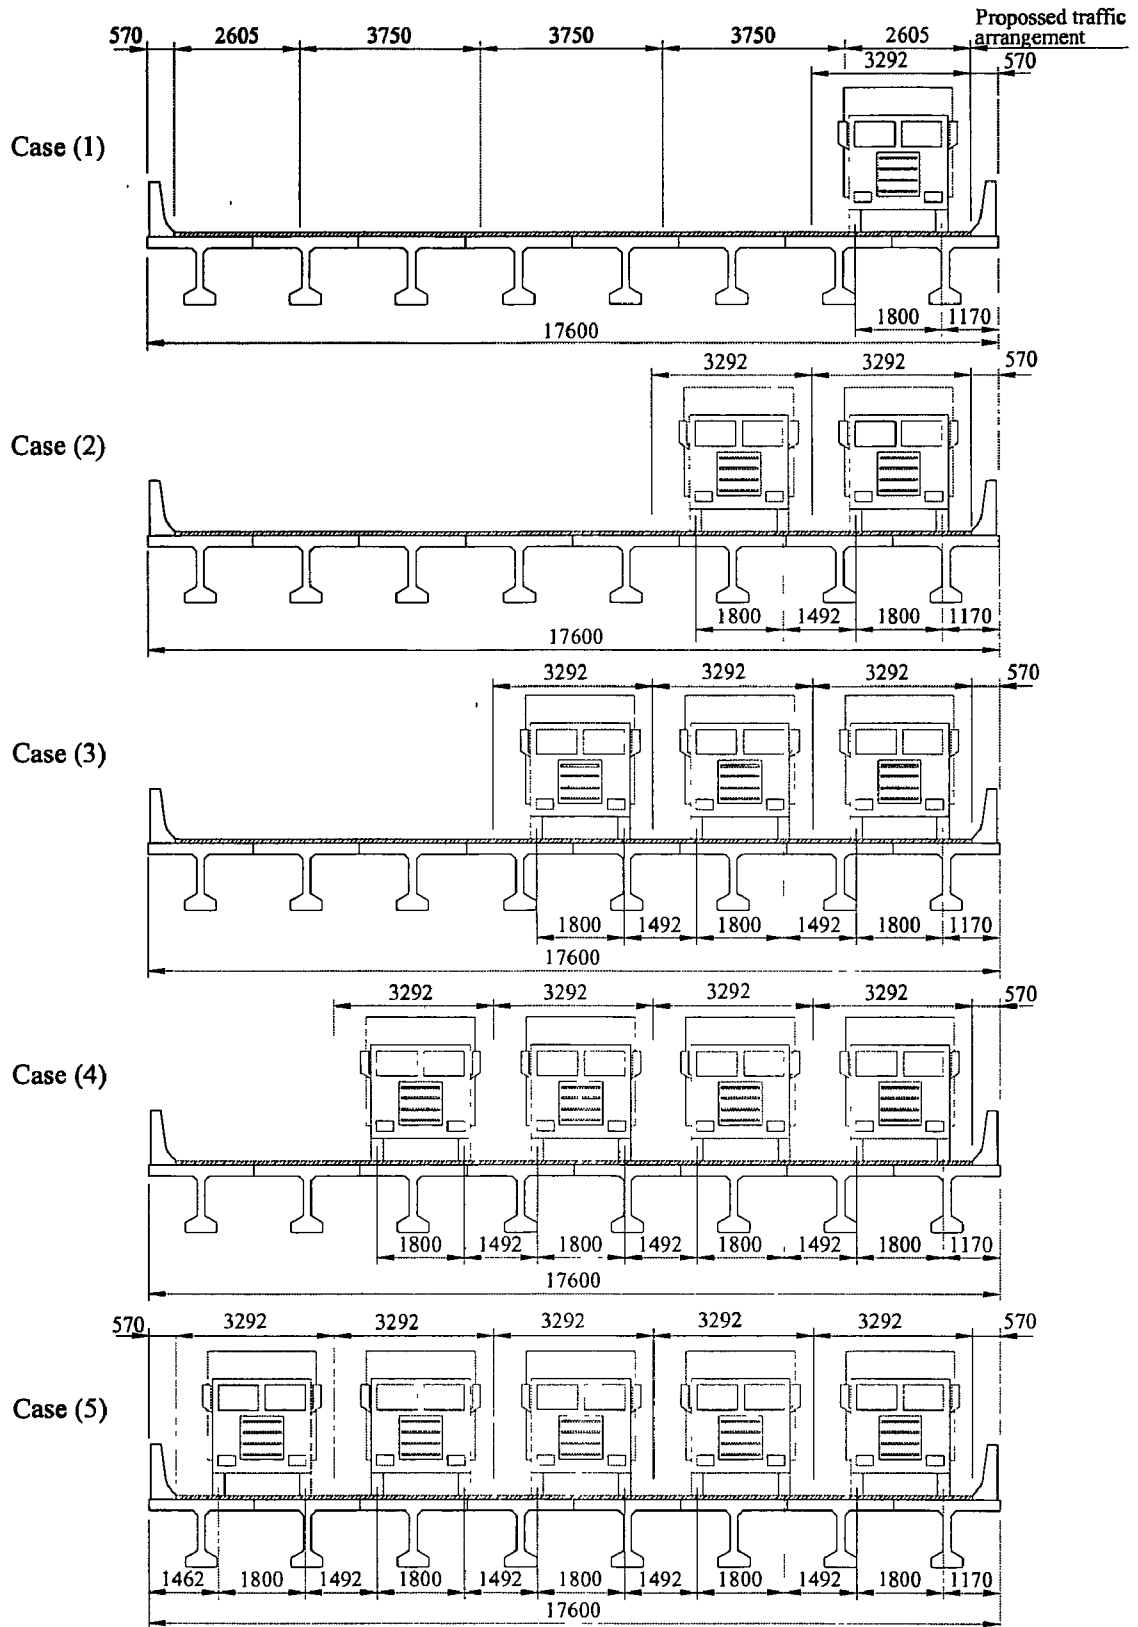 Propossed traffic
arrangement
570 2605 3750 3750 3750 2605
3292 570
Case (1)
1800 1170
17600
3292 3292 570
Case (2)
1800 1492 1800 1170
17600
3292 3292 3292 570
Case (3)
1800 1492 1800 1492 1800 1170
17600
3292 3292 3292 3292 570
Case (4)
1800 1492 1800 1492 1800 1492 1800 1170
17600
570 3292 3292 3292 3292 3292 570
Case (5)
1462 1800 1492 1800 1492 1800 1492 1800 1492 1800 1170
17600